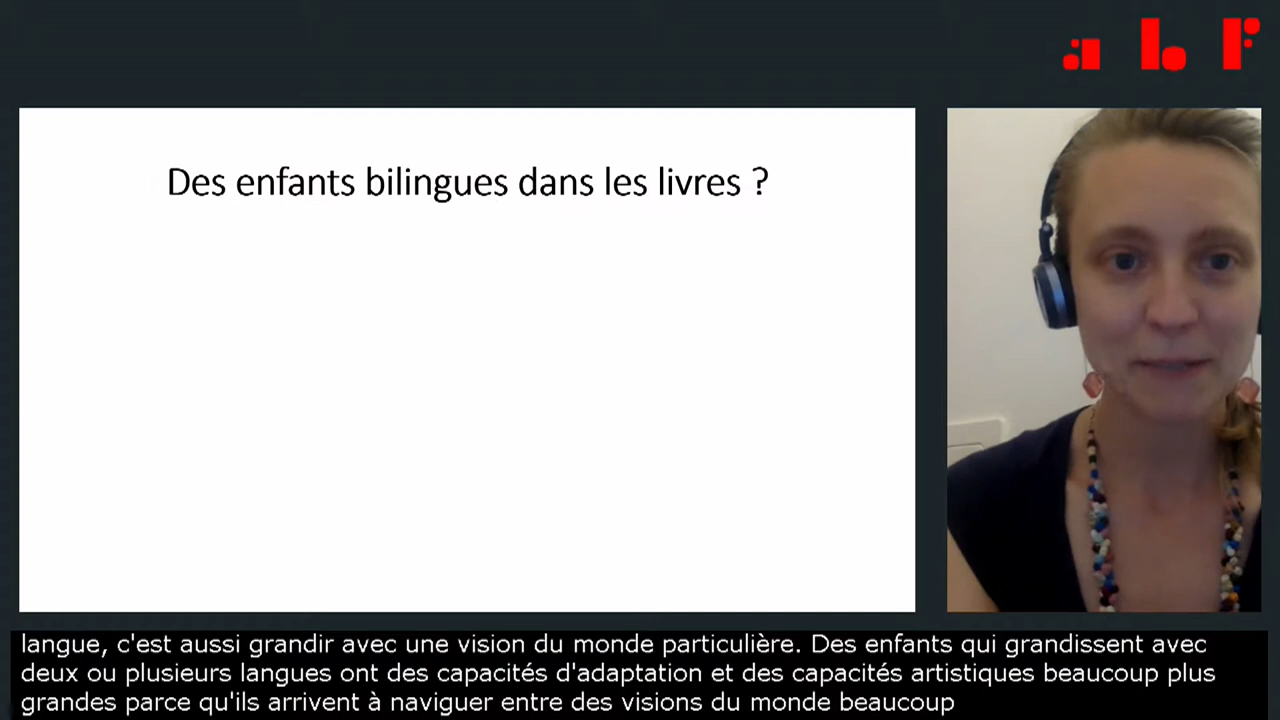 abf
Des enfants bilingues dans les livres ?
langue, c'est aussi grandir avec une vision du monde particulière. Des enfants qui grandissent avec
deux ou plusieurs langues ont des capacités d'adaptation et des capacités artistiques beaucoup plus
grandes parce qu'ils arrivent à naviguer entre des visions du monde beaucoup